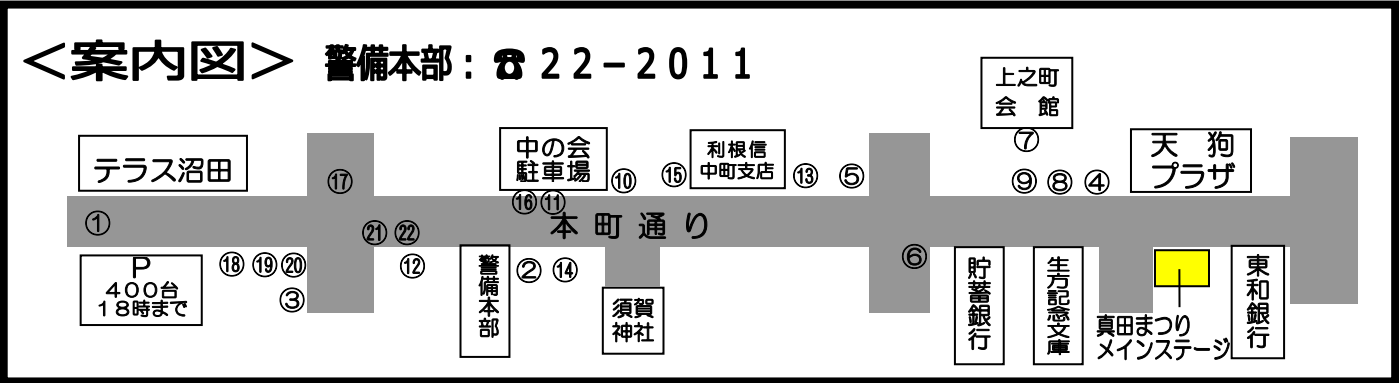 ＜案内図＞ 警備本部：☎２２－２０１１
上之町
会　館
⑦
テラス沼田
中の会
駐車場
利根信
中町支店
天　狗
プラザ
⑰
⑩
⑮
⑬
⑤
⑨ ⑧ ④
⑯ ⑪
①
本町通り
㉑ ㉒
⑥
P
４００台
１８時まで
⑱ ⑲ ⑳
③
⑫
警備本部
② ⑭
須賀
神社
貯蓄銀行
生方記念文庫
真田まつり
メインステージ
東和銀行